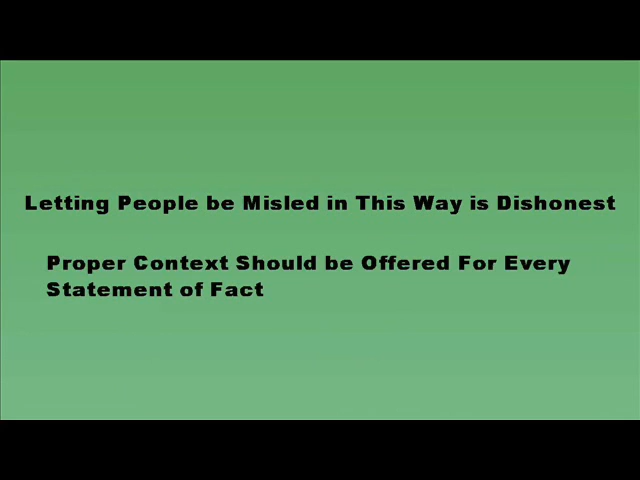 Letting People be Misled in This Way is Dishonest
Proper Context Should be Offered For Every
Statement of Fact